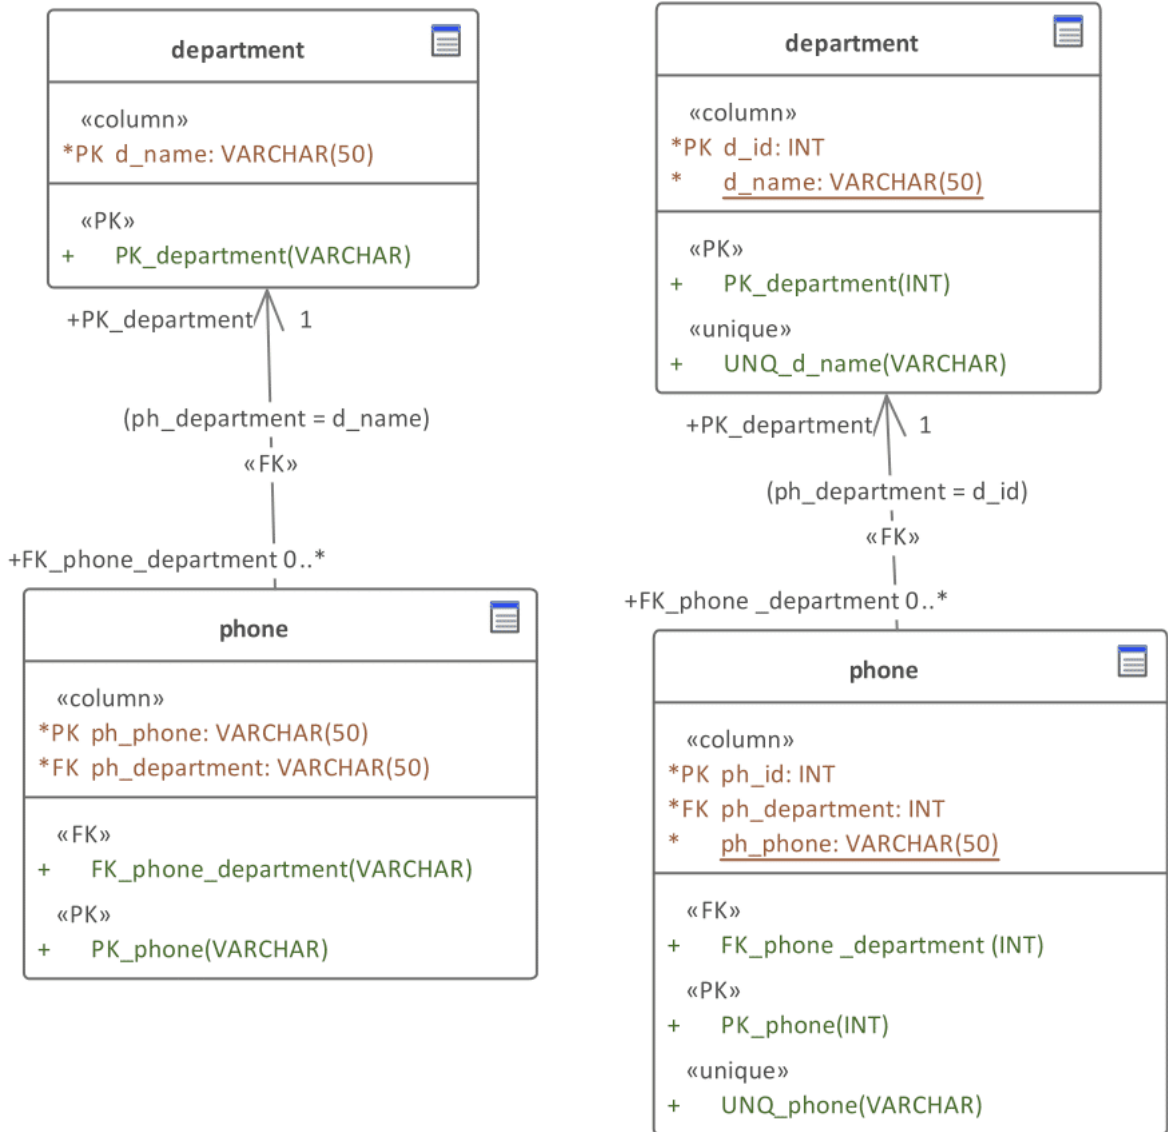 department
«column»
*PK d_name: VARCHAR(50)
«PK»
+ PK_department(VARCHAR)
+PK_department 1
(ph_department = d_name)
«FK»
+FK_phone_department 0..*
phone
«column»
*PK ph_phone: VARCHAR(50)
*FK ph_department: VARCHAR(50)
«FK»
+ FK_phone_department(VARCHAR)
«PK»
+ PK_phone(VARCHAR)
department
«column»
*PK d_id: INT
* d_name: VARCHAR(50)
«PK»
+ PK_department(INT)
«unique»
+ UNQ_d_name(VARCHAR)
+PK_department 1
(ph_department = d_id)
«FK»
+FK_phone _department 0..*
phone
«column»
*PK ph_id: INT
*FK ph_department: INT
* ph_phone: VARCHAR(50)
«FK»
+ FK_phone _department (INT)
«PK»
+ PK_phone(INT)
«unique»
+ UNQ_phone(VARCHAR)